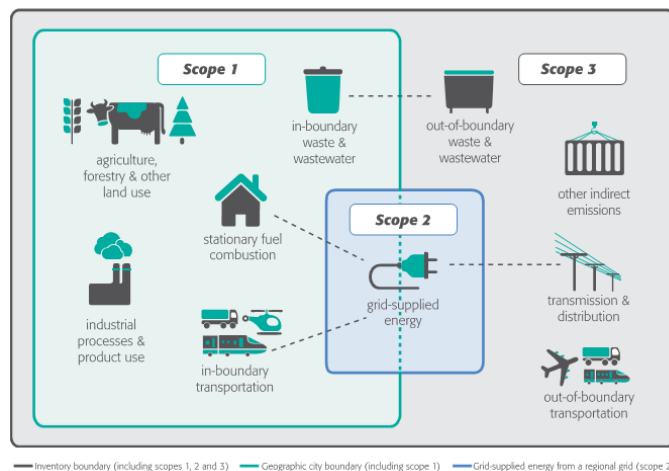 Scope 1
Scope 3
in-boundary
waste &
wastewater
out-of-boundary
waste &
wastewater
agriculture,
forestry & other
land use
other indirect
emissions
Scope 2
stationary fuel
combustion
grid-supplied
energy
transmission &
distribution
industrial
processes &
product use
in-boundary
transportation
out-of-boundary
transportation
Inventory boundary (including scopes 1, 2 and 3) Geographic city boundary (including scope 1) Grid-supplied energy from a regional grid (scope 2